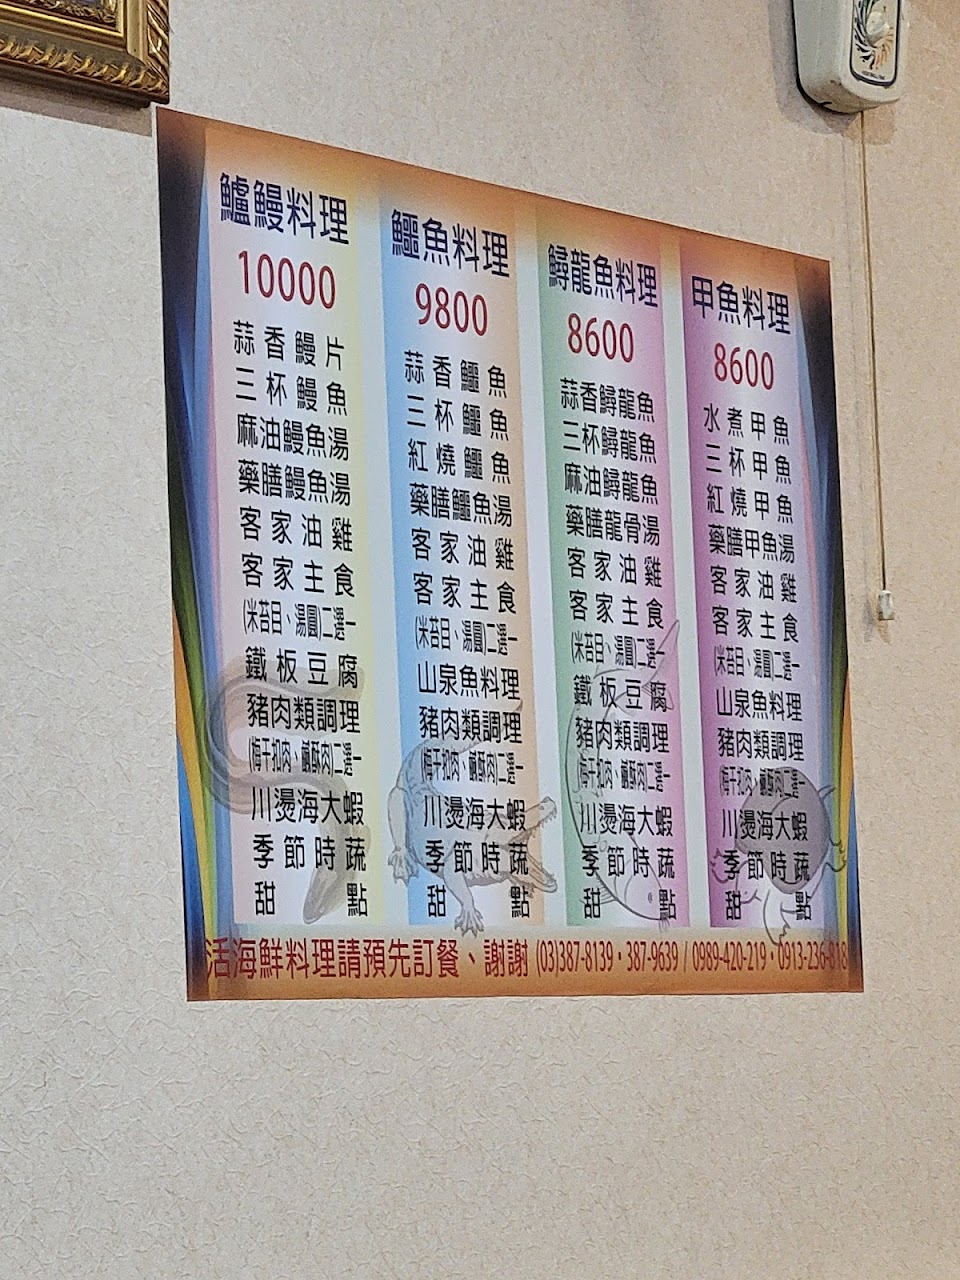 鱸鰻料理
10000
蒜香鰻片
三杯鰻魚
麻油鰻魚湯
藥膳鰻魚湯
客家油雞
客家主食
(米苔目、湯圓)二選一
鐵板豆腐
豬肉類調理
(梅干扣肉、鹹酥肉)二選一
川燙海大蝦
季節時蔬
甜點
鱷魚料理
9800
蒜香鱷魚
三杯鱷魚
紅燒鱷魚
藥膳鱷魚湯
客家油雞
客家主食
(米苔目、湯圓)二選一
山泉魚料理
豬肉類調理
(梅干扣肉、鹹酥肉)二選一
川燙海大蝦
季節時蔬
甜點
鱘龍魚料理
8600
蒜香鱘龍魚
三杯鱘龍魚
麻油鱘龍魚
藥膳龍骨湯
客家油雞
客家主食
(米苔目、湯圓)二選一
鐵板豆腐
豬肉類調理
(梅干扣肉、鹹酥肉)二選一
川燙海大蝦
季節時蔬
甜點
甲魚料理
8600
水煮甲魚
三杯甲魚
紅燒甲魚
藥膳甲魚湯
客家油雞
客家主食
(米苔目、湯圓)二選一
山泉魚料理
豬肉類調理
(梅干扣肉、鹹酥肉)二選一
川燙海大蝦
季節時蔬
甜點
活海鮮料理請預先訂餐、謝謝 (03)387-8139·387-9639 / 0989-420-219·0913-236-818